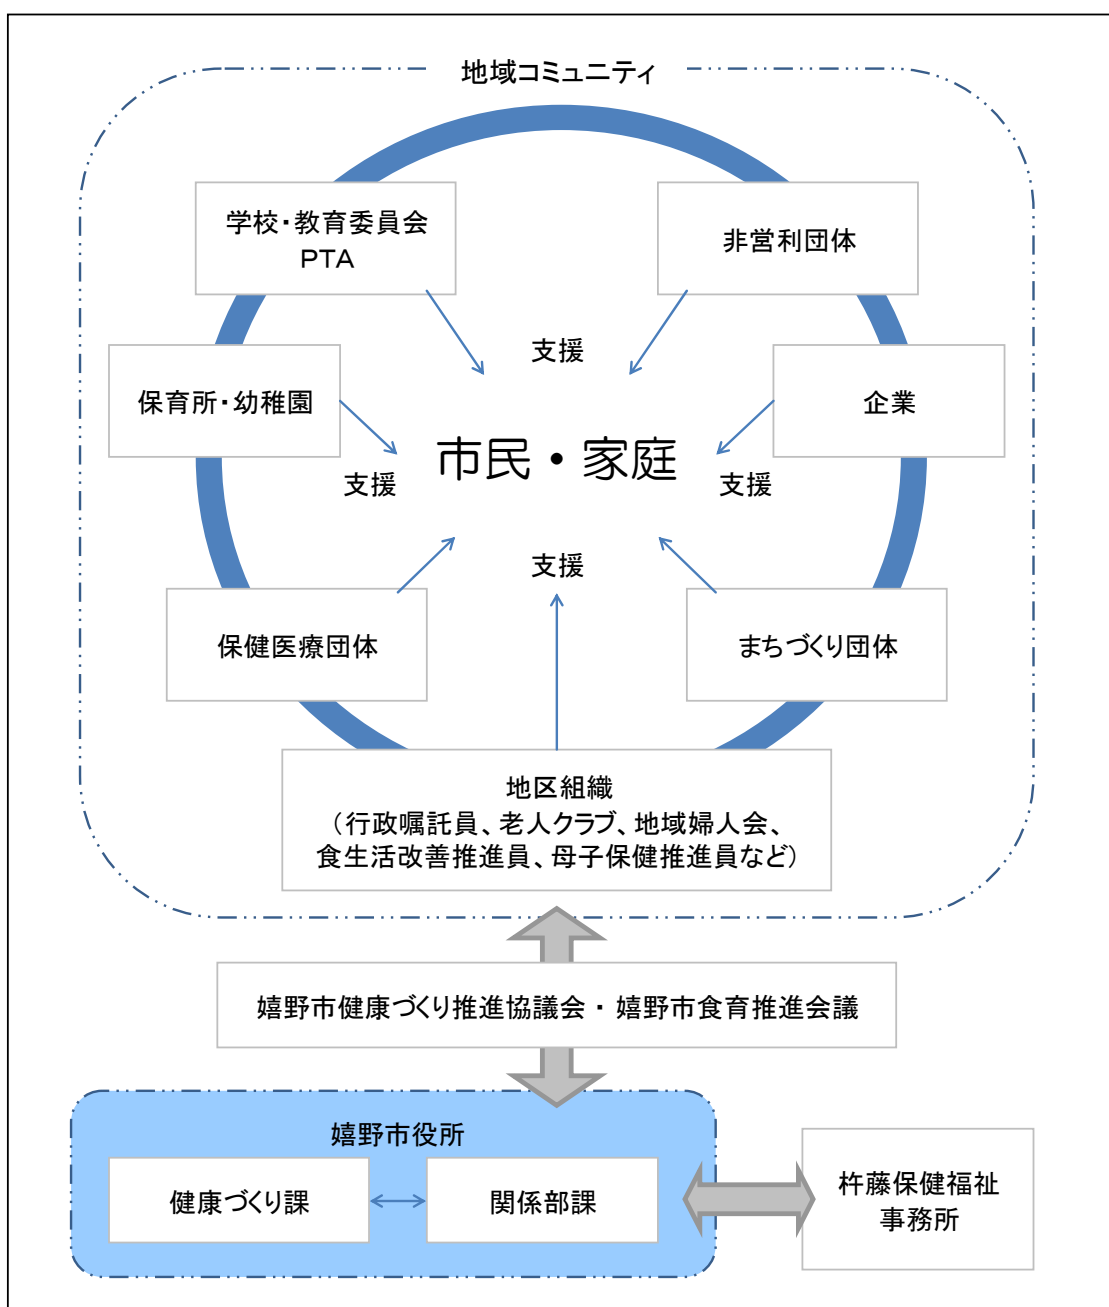 地域コミュニティ
学校・教育委員会
PTA
非営利団体
支援
保育所・幼稚園
企業
市民・家庭
支援
支援
支援
保健医療団体
まちづくり団体
地区組織
（行政嘱託員、老人クラブ、地域婦人会、
食生活改善推進員、母子保健推進員など）
嬉野市健康づくり推進協議会・嬉野市食育推進会議
嬉野市役所
健康づくり課
関係部課
杵藤保健福祉
事務所